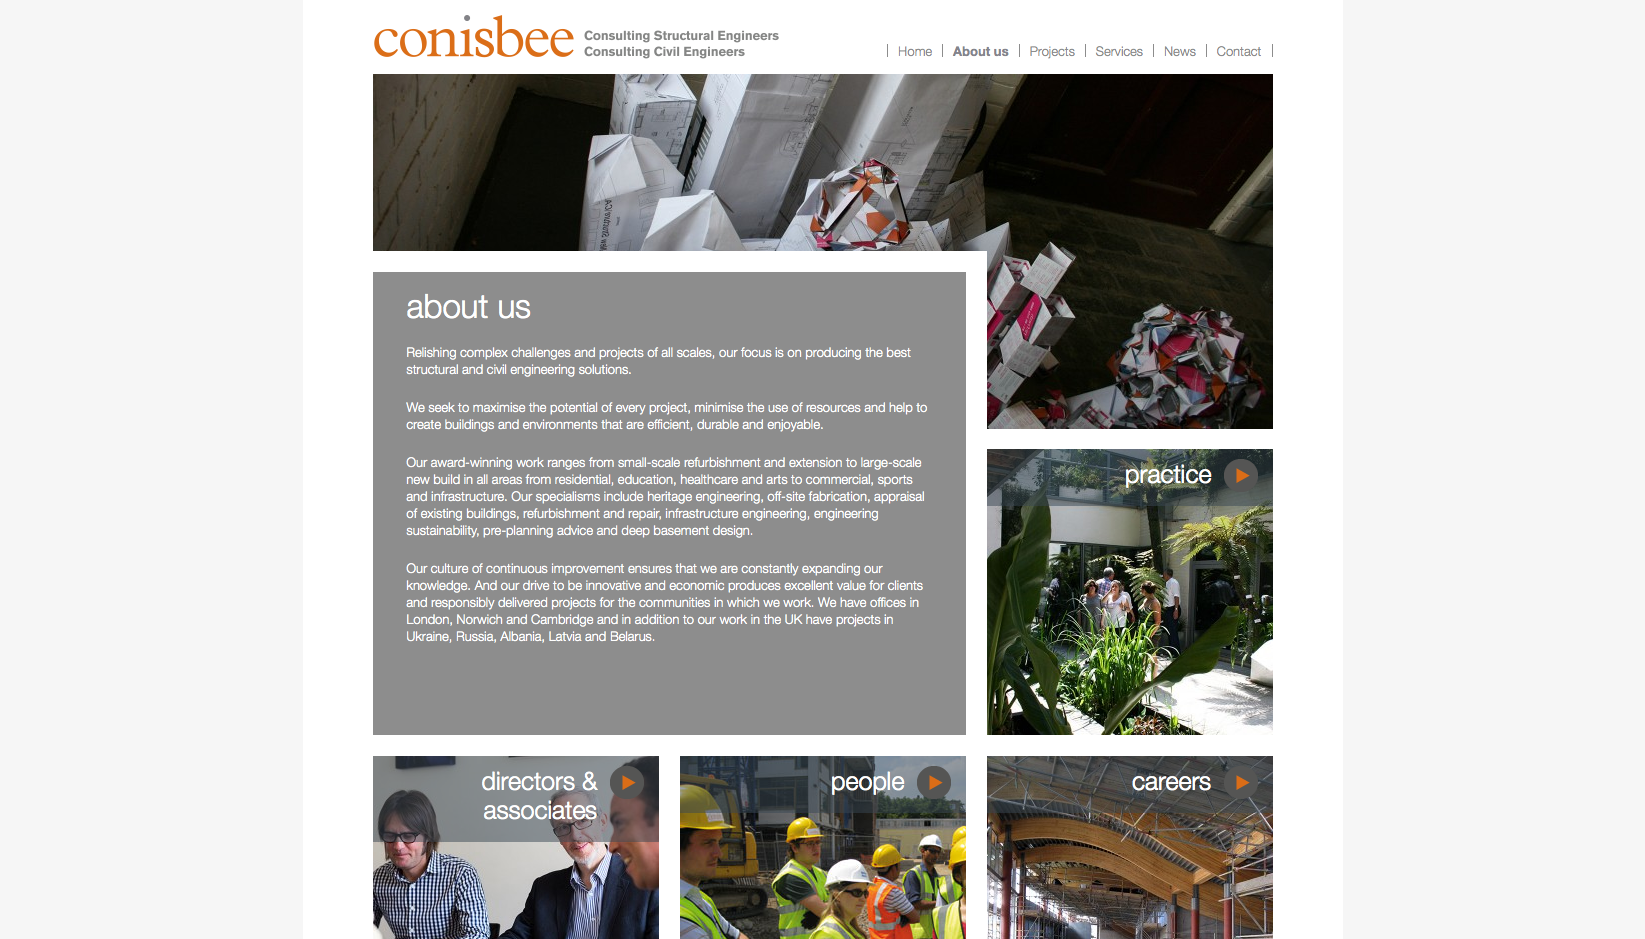 conisbee
Consulting Structural Engineers
Consulting Civil Engineers
Home
About us
Projects
Services
News
Contact
about us
Relishing complex challenges and projects of all scales, our focus is on producing the best
structural and civil engineering solutions.
We seek to maximise the potential of every project, minimise the use of resources and help to
create buildings and environments that are efficient, durable and enjoyable.
Our award-winning work ranges from small-scale refurbishment and extension to large-scale
new build in all areas from residential, education, healthcare and arts to commercial, sports
and infrastructure. Our specialisms include heritage engineering, off-site fabrication, appraisal
of existing buildings, refurbishment and repair, infrastructure engineering, engineering
sustainability, pre-planning advice and deep basement design.
Our culture of continuous improvement ensures that we are constantly expanding our
knowledge. And our drive to be innovative and economic produces excellent value for clients
and responsibly delivered projects for the communities in which we work. We have offices in
London, Norwich and Cambridge and in addition to our work in the UK have projects in
Ukraine, Russia, Albania, Latvia and Belarus.
practice
directors &
associates
people
careers